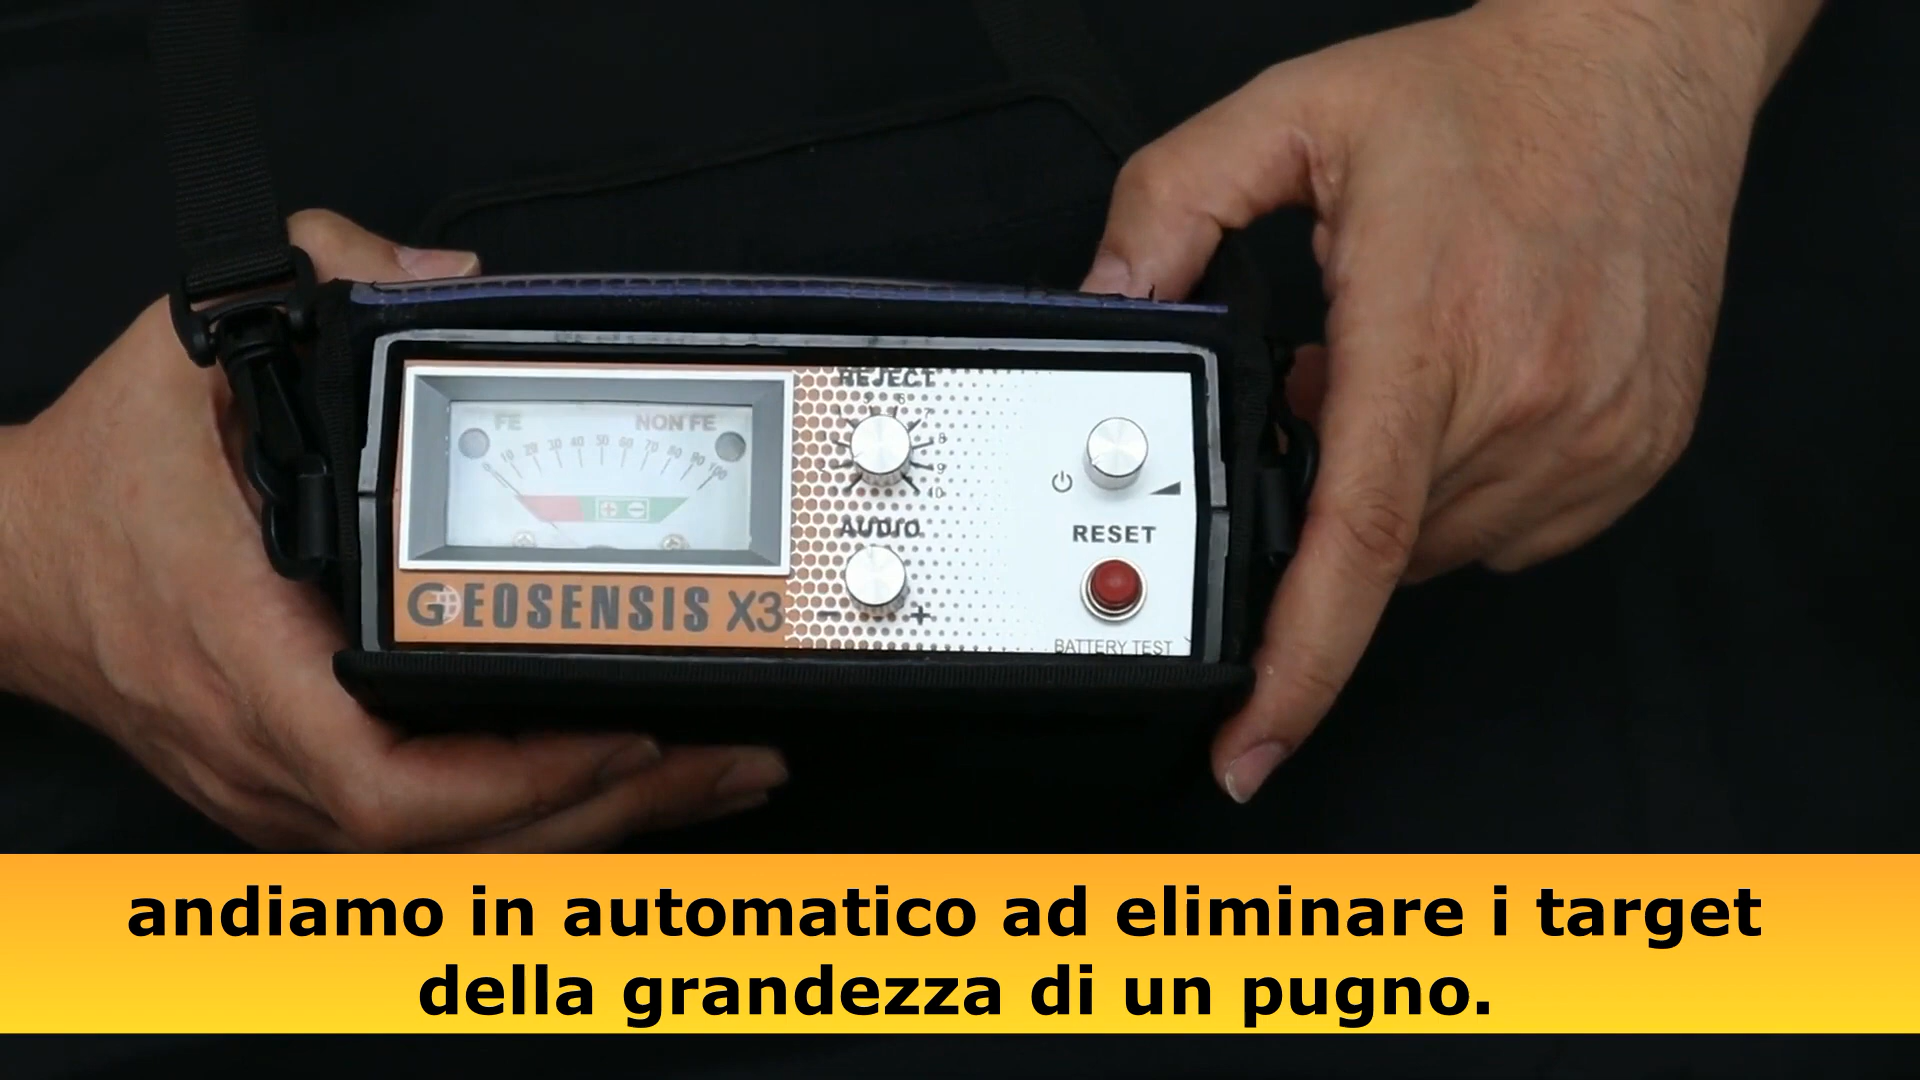 REJECT
5 6
7
8
9
10
FE NON FE
0 10 20 30 40 50 60 70 80 90 100
AUDIO
- +
RESET
GEOSENSIS X3
BATTERY TEST
andiamo in automatico ad eliminare i target
della grandezza di un pugno.